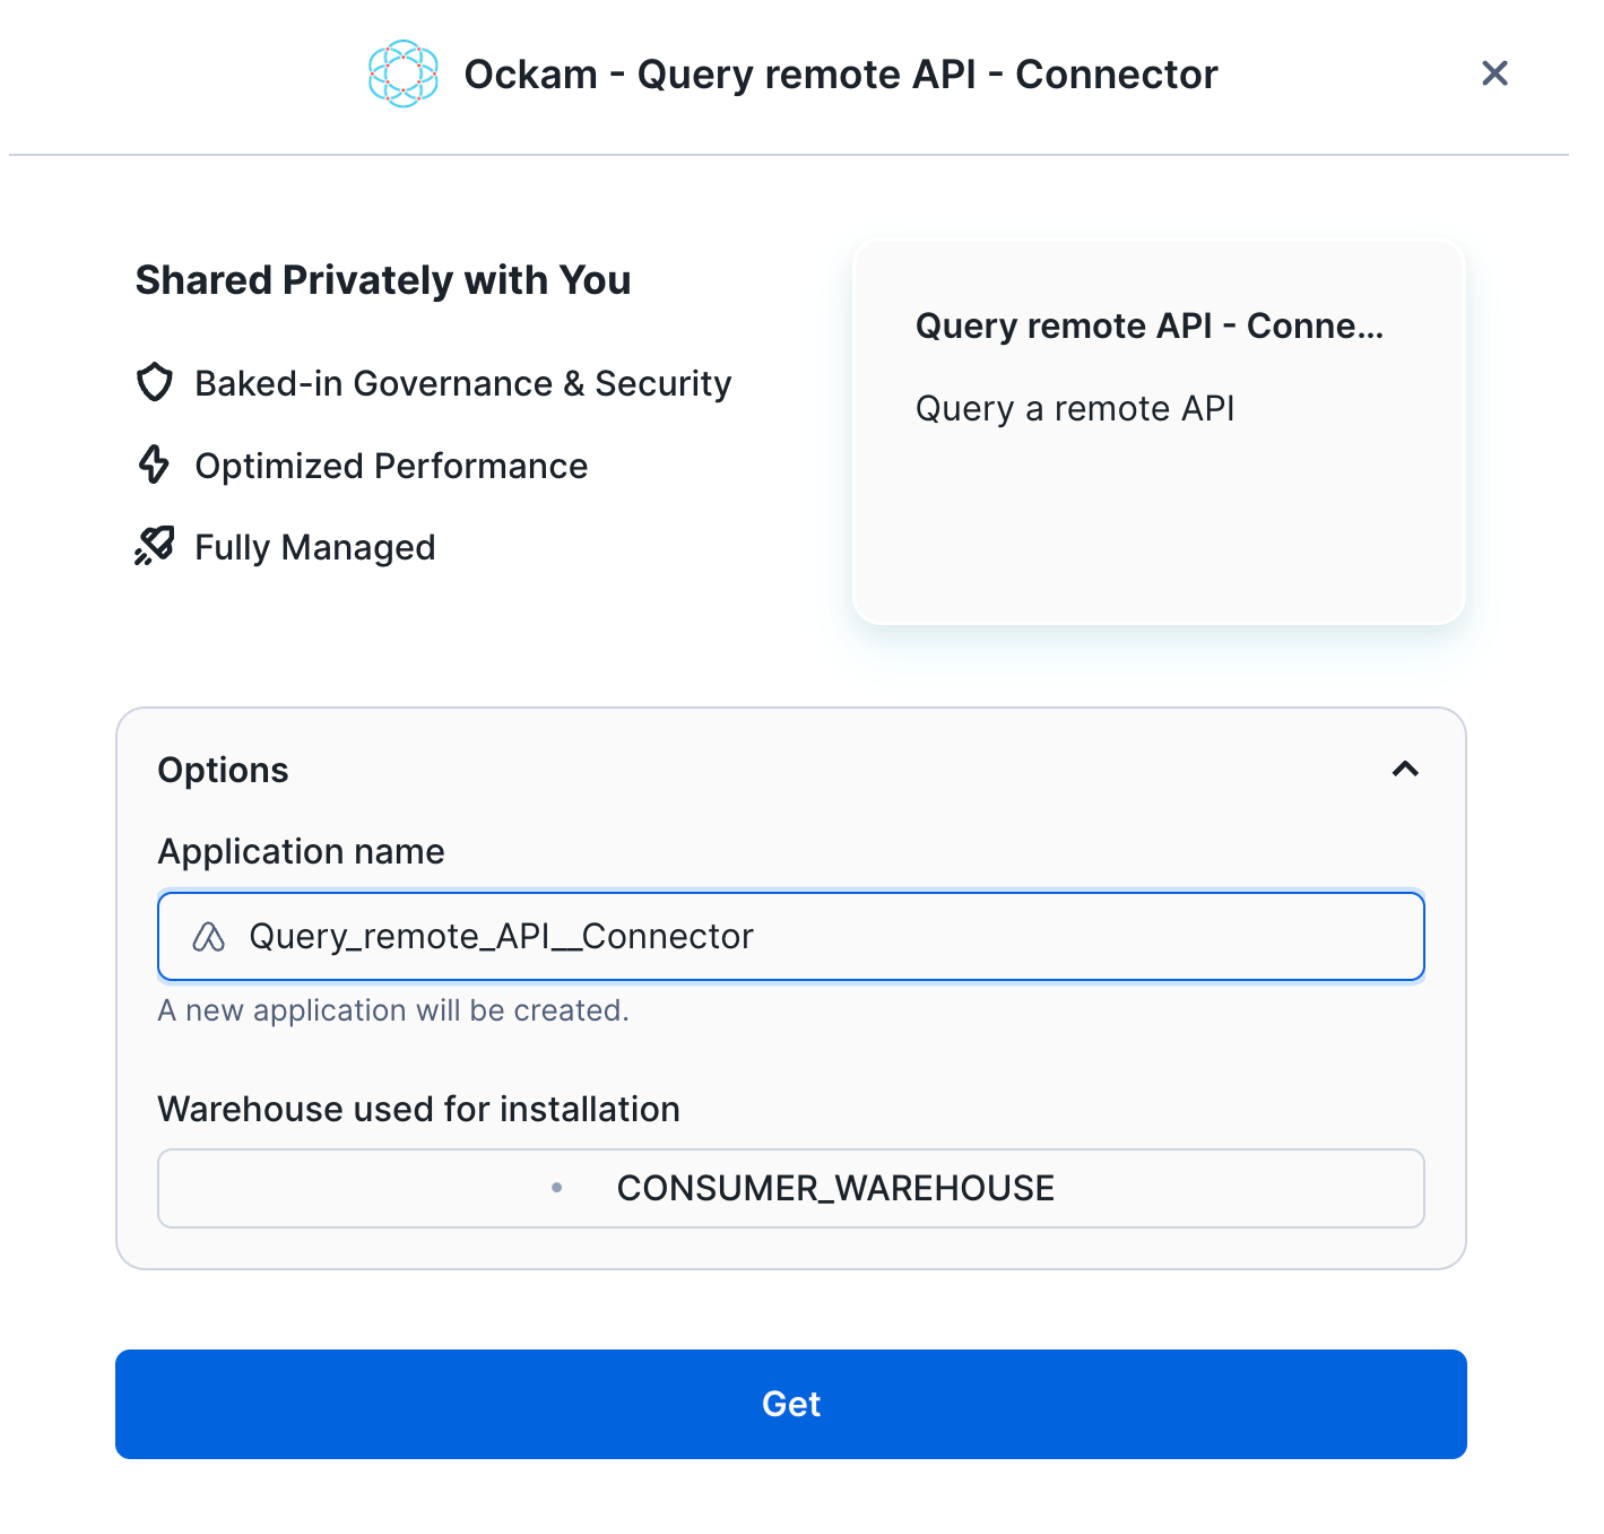 Ockam - Query remote API - Connector
Shared Privately with You
Baked-in Governance & Security
Optimized Performance
Fully Managed
Query remote API - Conne...
Query a remote API
Options
Application name
Query_remote_API__Connector
A new application will be created.
Warehouse used for installation
CONSUMER_WAREHOUSE
Get